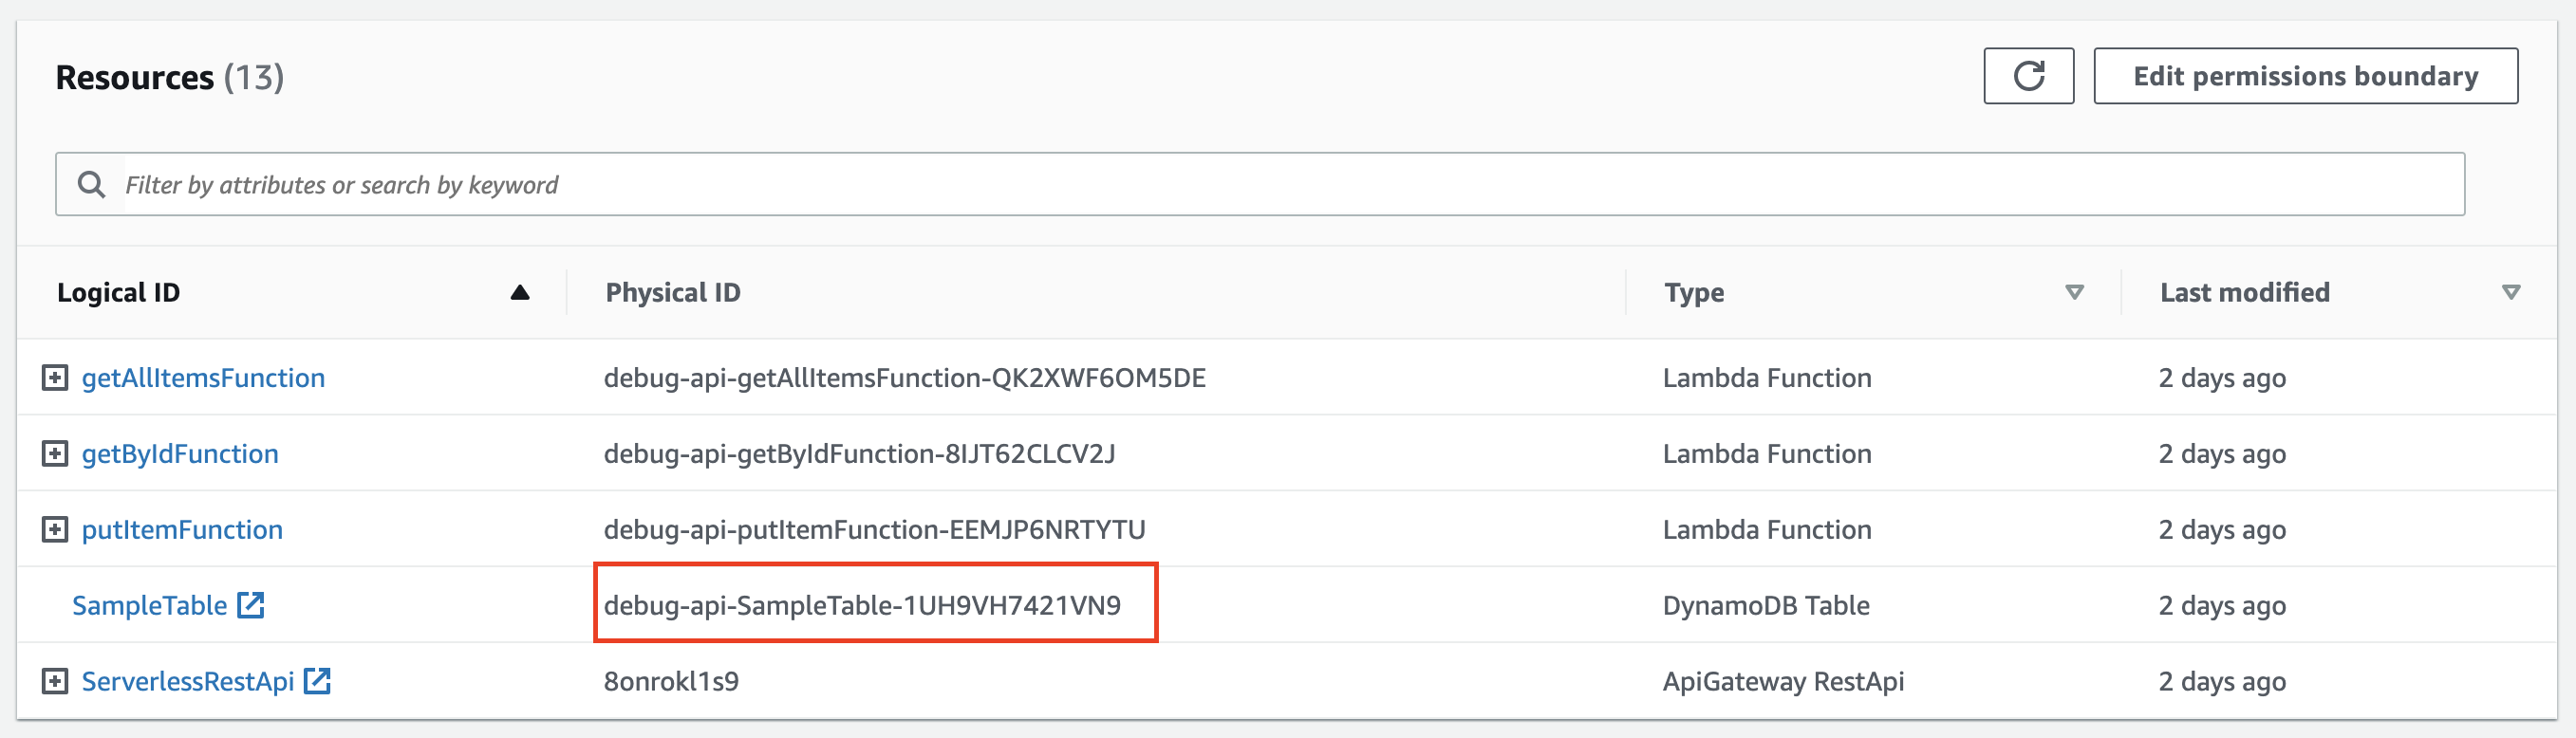 Resources (13)
Edit permissions boundary
Filter by attributes or search by keyword
Logical ID Physical ID Type Last modified
getAllItemsFunction debug-api-getAllItemsFunction-QK2XWF6OM5DE Lambda Function 2 days ago
getByIdFunction debug-api-getByIdFunction-8IJT62CLCV2J Lambda Function 2 days ago
putItemFunction debug-api-putItemFunction-EEMJP6NRTYTU Lambda Function 2 days ago
SampleTable debug-api-SampleTable-1UH9VH7421VN9 DynamoDB Table 2 days ago
ServerlessRestApi 8onrokl1s9 ApiGateway RestApi 2 days ago